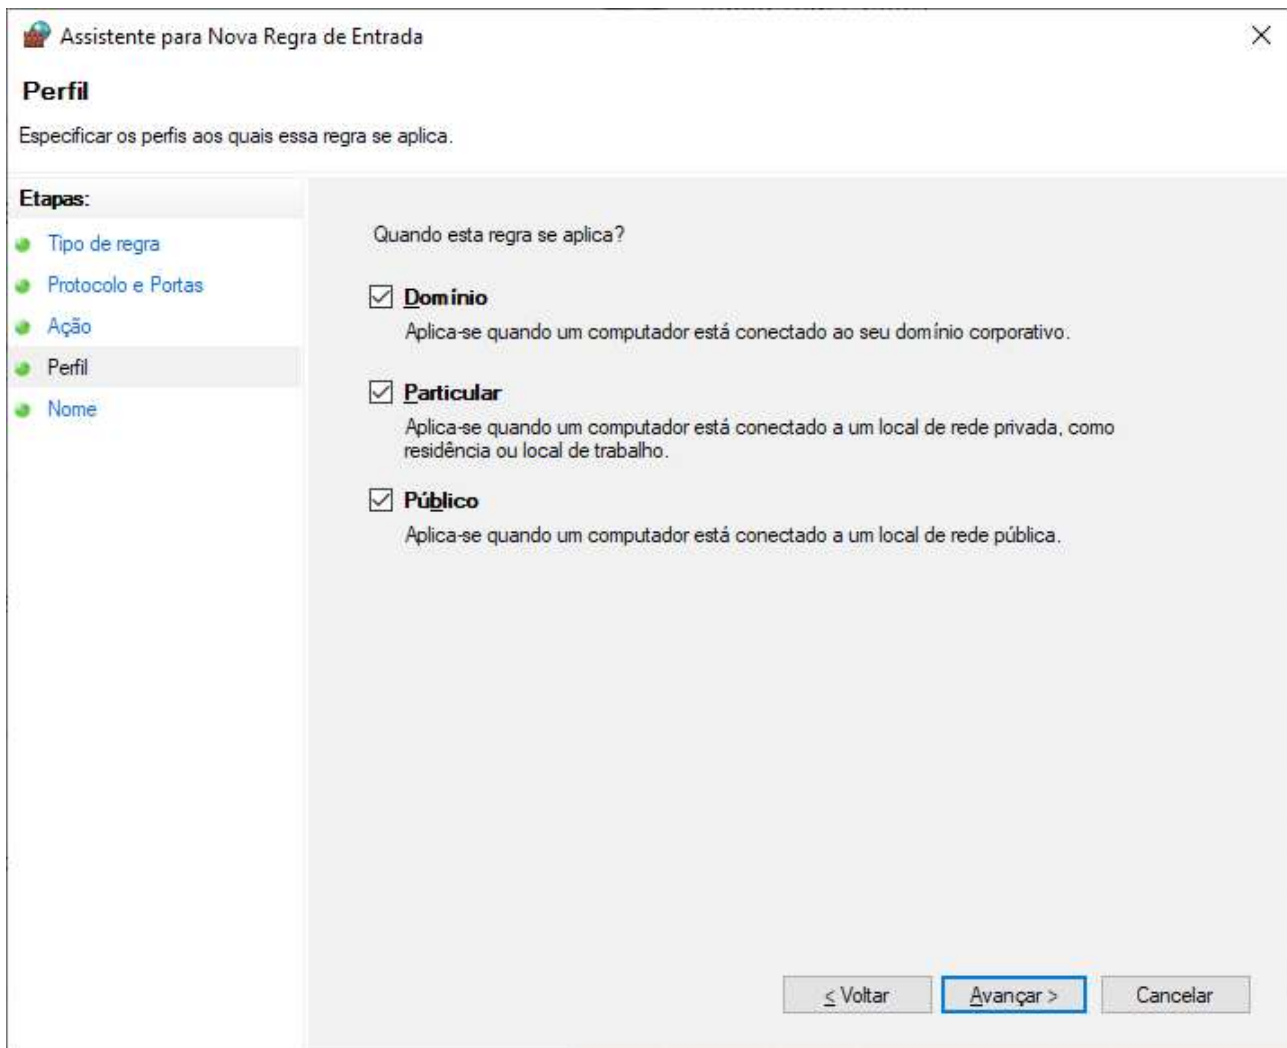 Assistente para Nova Regra de Entrada
Perfil
Especificar os perfis aos quais essa regra se aplica.
Etapas:
Tipo de regra
Protocolo e Portas
Ação
Perfil
Nome
Quando esta regra se aplica?
Domínio
Aplica-se quando um computador está conectado ao seu domínio corporativo.
Particular
Aplica-se quando um computador está conectado a um local de rede privada, como
residência ou local de trabalho.
Público
Aplica-se quando um computador está conectado a um local de rede pública.
< Voltar
Avançar >
Cancelar